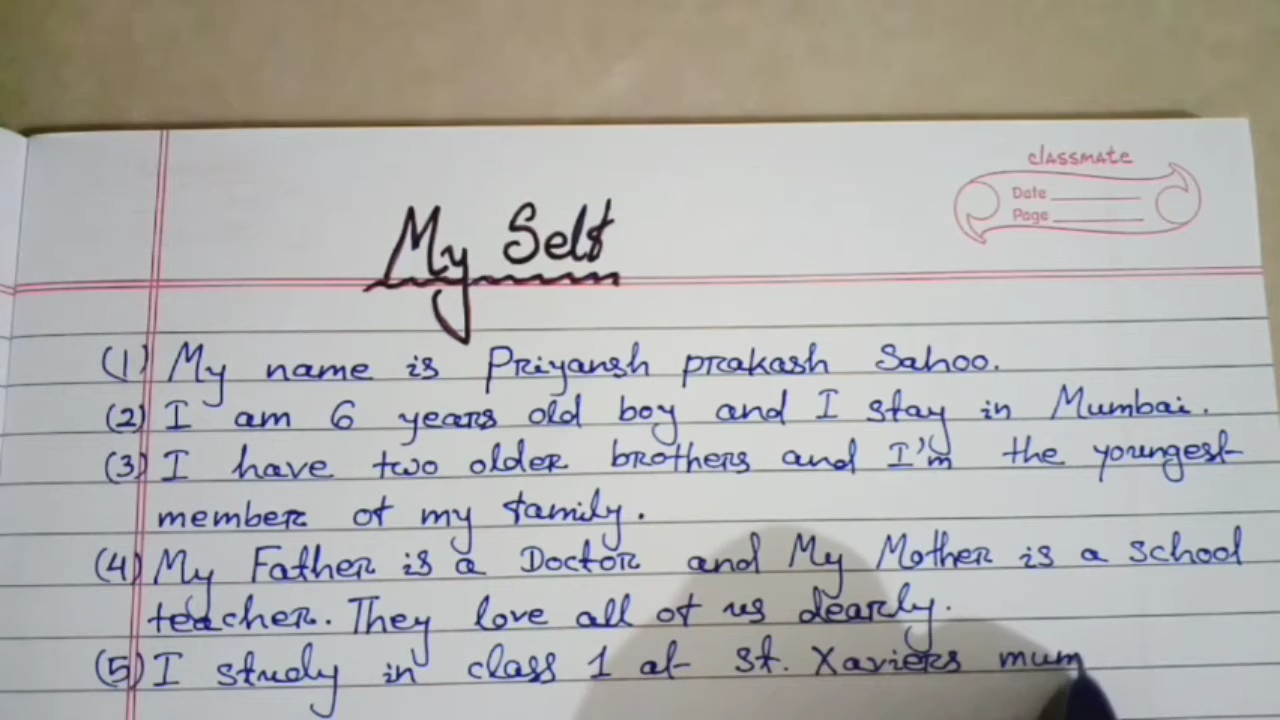 classmate
Date
Page
My Self
(1) My name is Priyansh prakash Sahoo.
(2) I am 6 years old boy and I stay in Mumbai.
(3) I have two older brothers and I'm the youngest
member of my family.
(4) My Father is a Doctor and My Mother is a school
teacher. They love all of us dearly.
(5) I study in class 1 at St. Xaviers mum